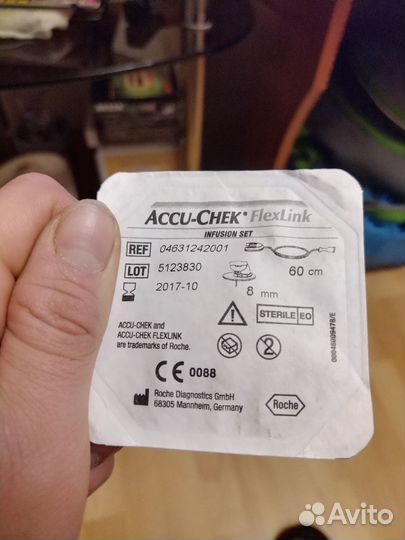 ACCU-CHEK® FlexLink
INFUSION SET
REF 04631242001
60 cm
LOT 5123830
2017-10
8 mm
STERILE EO
ACCU-CHEK and
ACCU-CHEK FLEXLINK
are trademarks of Roche.
2
CE 0088
Roche Diagnostics GmbH
68305 Mannheim, Germany
Roche
Avito